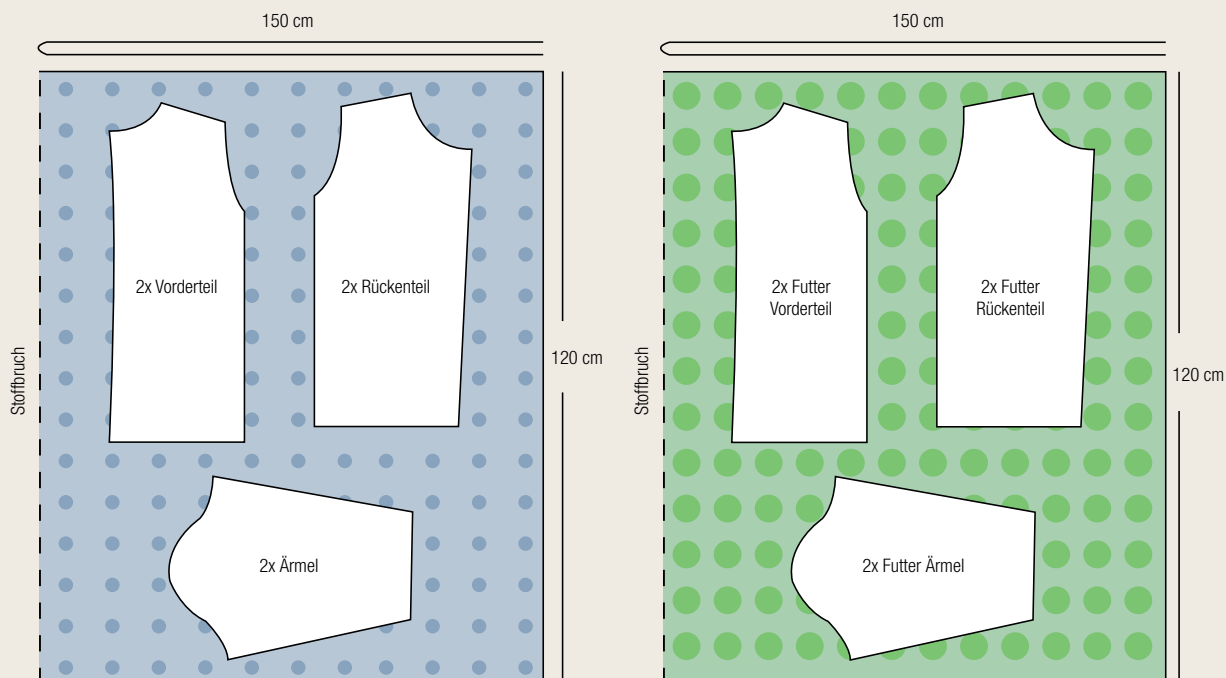 150 cm
2x Vorderteil
2x Rückenteil
Stoffbruch
120 cm
2x Ärmel
150 cm
2x Futter
Vorderteil
2x Futter
Rückenteil
Stoffbruch
120 cm
2x Futter Ärmel